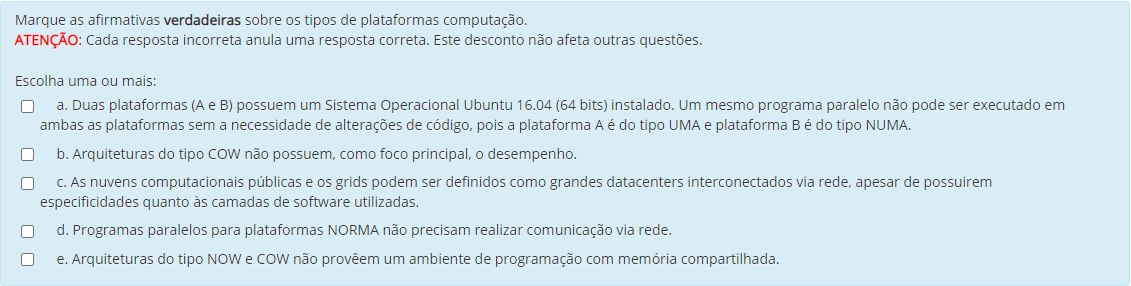 Marque as afirmativas verdadeiras sobre os tipos de plataformas computação.
ATENÇÃO: Cada resposta incorreta anula uma resposta correta. Este desconto não afeta outras questões.
Escolha uma ou mais:
a. Duas plataformas (A e B) possuem um Sistema Operacional Ubuntu 16.04 (64 bits) instalado. Um mesmo programa paralelo não pode ser executado em
ambas as plataformas sem a necessidade de alterações de código, pois a plataforma A é do tipo UMA e plataforma B é do tipo NUMA.
b. Arquiteturas do tipo COW não possuem, como foco principal, o desempenho.
c. As nuvens computacionais públicas e os grids podem ser definidos como grandes datacenters interconectados via rede, apesar de possuirem
especificidades quanto às camadas de software utilizadas.
d. Programas paralelos para plataformas NORMA não precisam realizar comunicação via rede.
e. Arquiteturas do tipo NOW e COW não provêem um ambiente de programação com memória compartilhada.